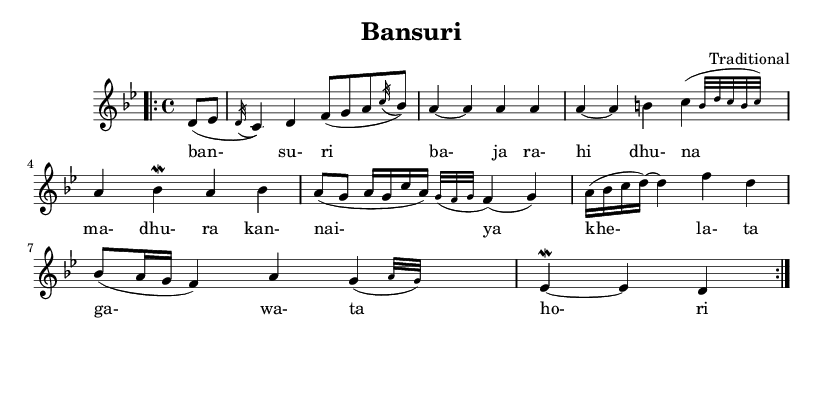 Bansuri
Traditional
ban- su- ri ba- ja ra- hi dhu- na
4
ma- dhu- ra kan- nai- ya khe- la- ta
7
ga- wa- ta ho- ri